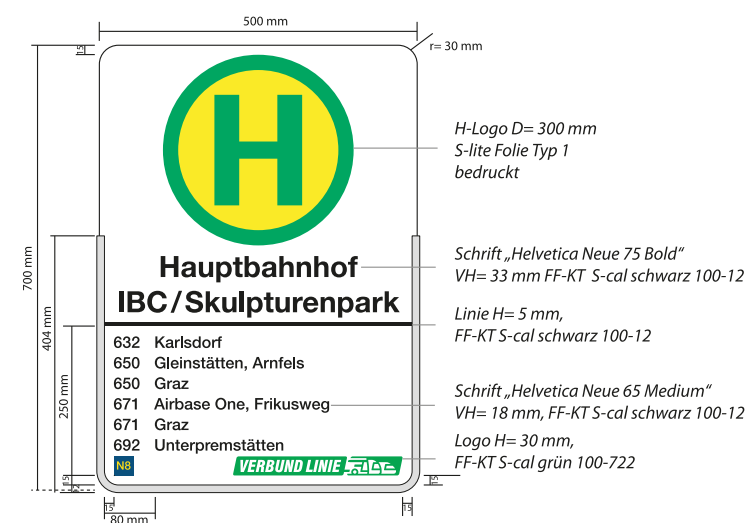 500 mm
15
r= 30 mm
H
H-Logo D= 300 mm
S-lite Folie Typ 1
bedruckt
700 mm
404 mm
250 mm
Hauptbahnhof
IBC/Skulpturenpark
Schrift „Helvetica Neue 75 Bold“
VH= 33 mm FF-KT S-cal schwarz 100-12
Linie H= 5 mm,
FF-KT S-cal schwarz 100-12
632 Karlsdorf
650 Gleinstätten, Arnfels
650 Graz
671 Airbase One, Frikusweg
671 Graz
692 Unterpremstätten
Schrift „Helvetica Neue 65 Medium“
VH= 18 mm, FF-KT S-cal schwarz 100-12
Logo H= 30 mm,
FF-KT S-cal grün 100-722
N8
VERBUND LINIE
15
12
15
15
15
80 mm